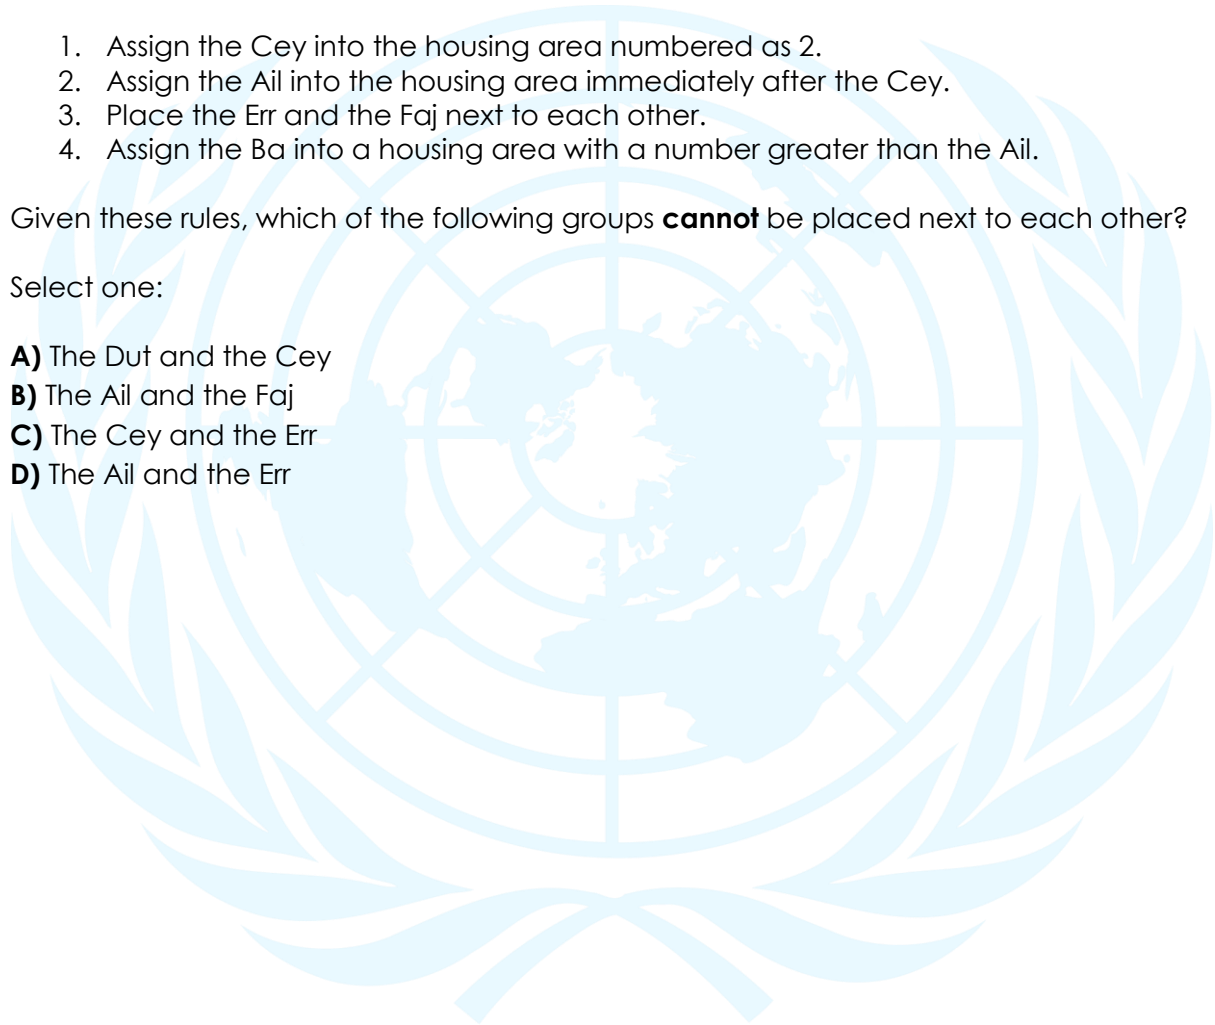 1. Assign the Cey into the housing area numbered as 2.
2. Assign the Ail into the housing area immediately after the Cey.
3. Place the Err and the Faj next to each other.
4. Assign the Ba into a housing area with a number greater than the Ail.
Given these rules, which of the following groups cannot be placed next to each other?
Select one:
A) The Dut and the Cey
B) The Ail and the Faj
C) The Cey and the Err
D) The Ail and the Err